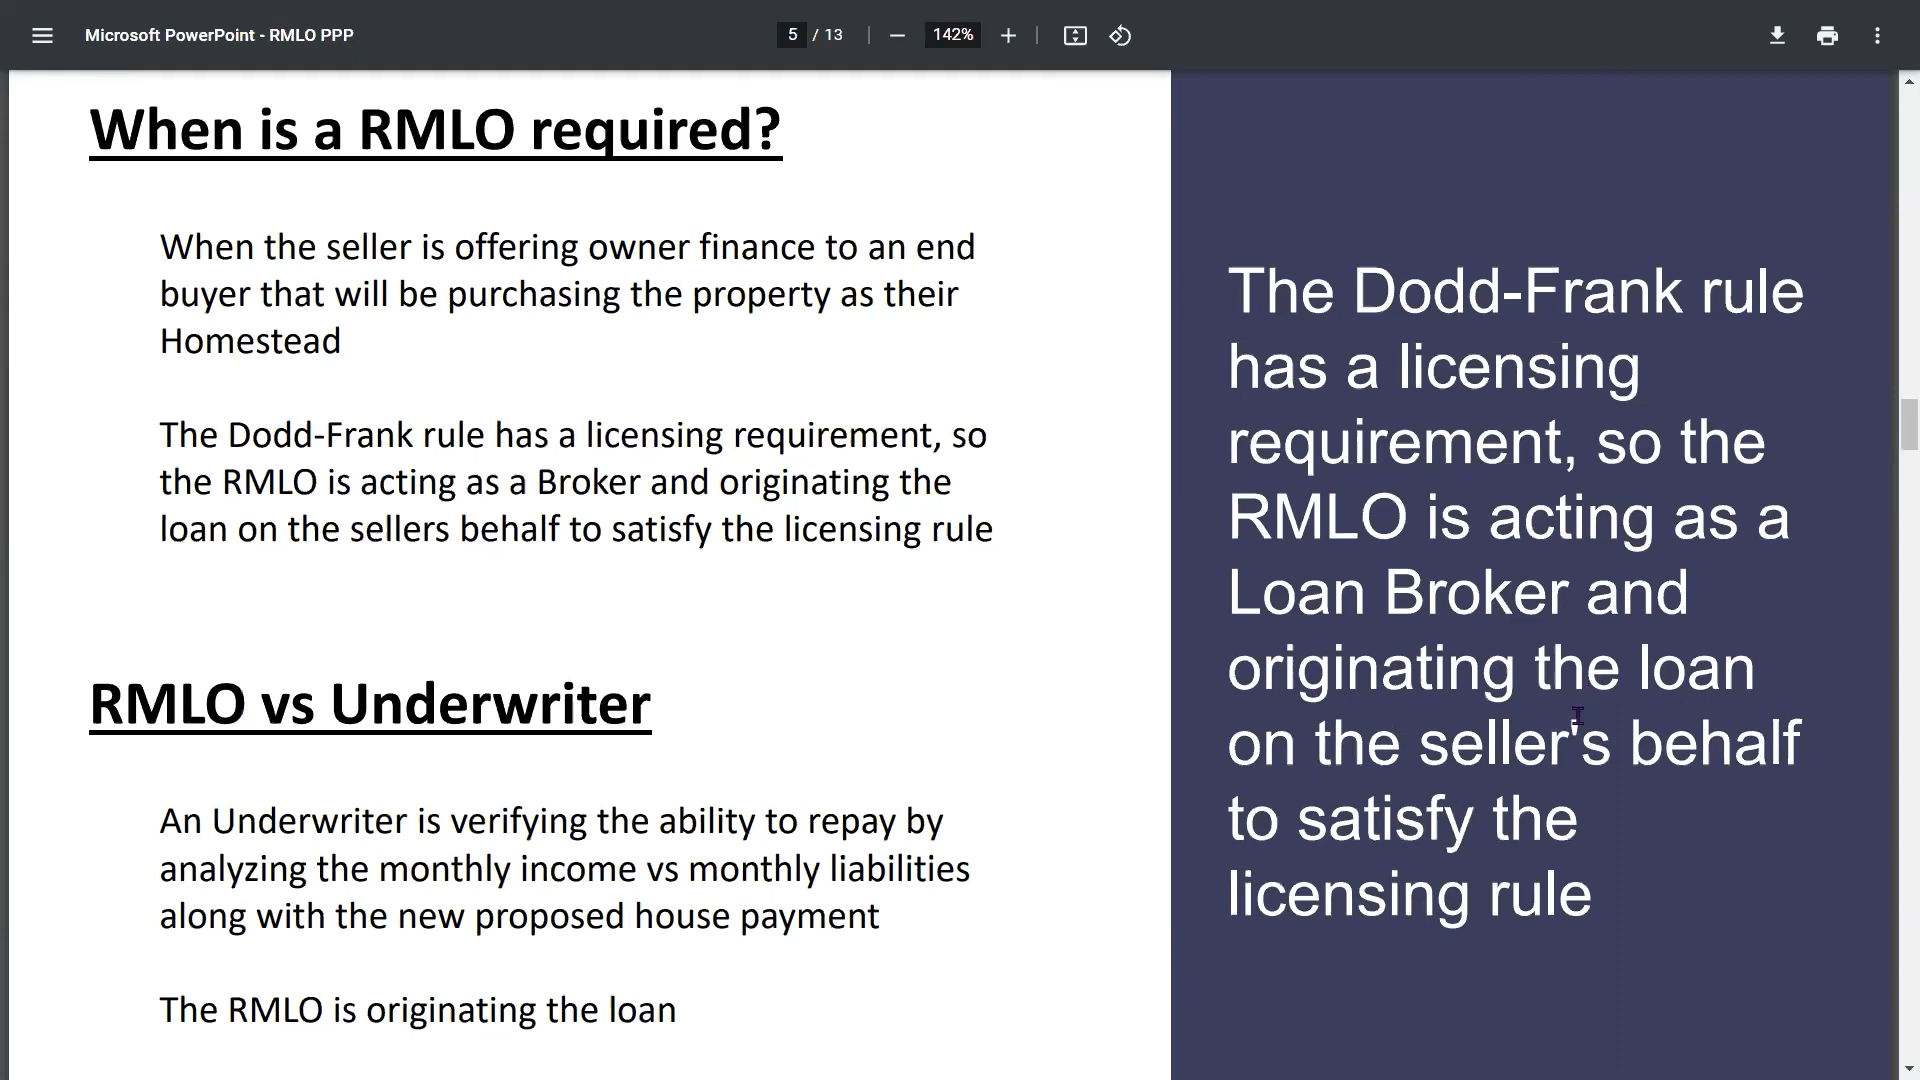 Microsoft PowerPoint - RMLO PPP
5 / 13
142%
When is a RMLO required?
When the seller is offering owner finance to an end
buyer that will be purchasing the property as their
Homestead
The Dodd-Frank rule has a licensing requirement, so
the RMLO is acting as a Broker and originating the
loan on the sellers behalf to satisfy the licensing rule
RMLO vs Underwriter
An Underwriter is verifying the ability to repay by
analyzing the monthly income vs monthly liabilities
along with the new proposed house payment
The RMLO is originating the loan
The Dodd-Frank rule
has a licensing
requirement, so the
RMLO is acting as a
Loan Broker and
originating the loan
on the seller's behalf
to satisfy the
licensing rule